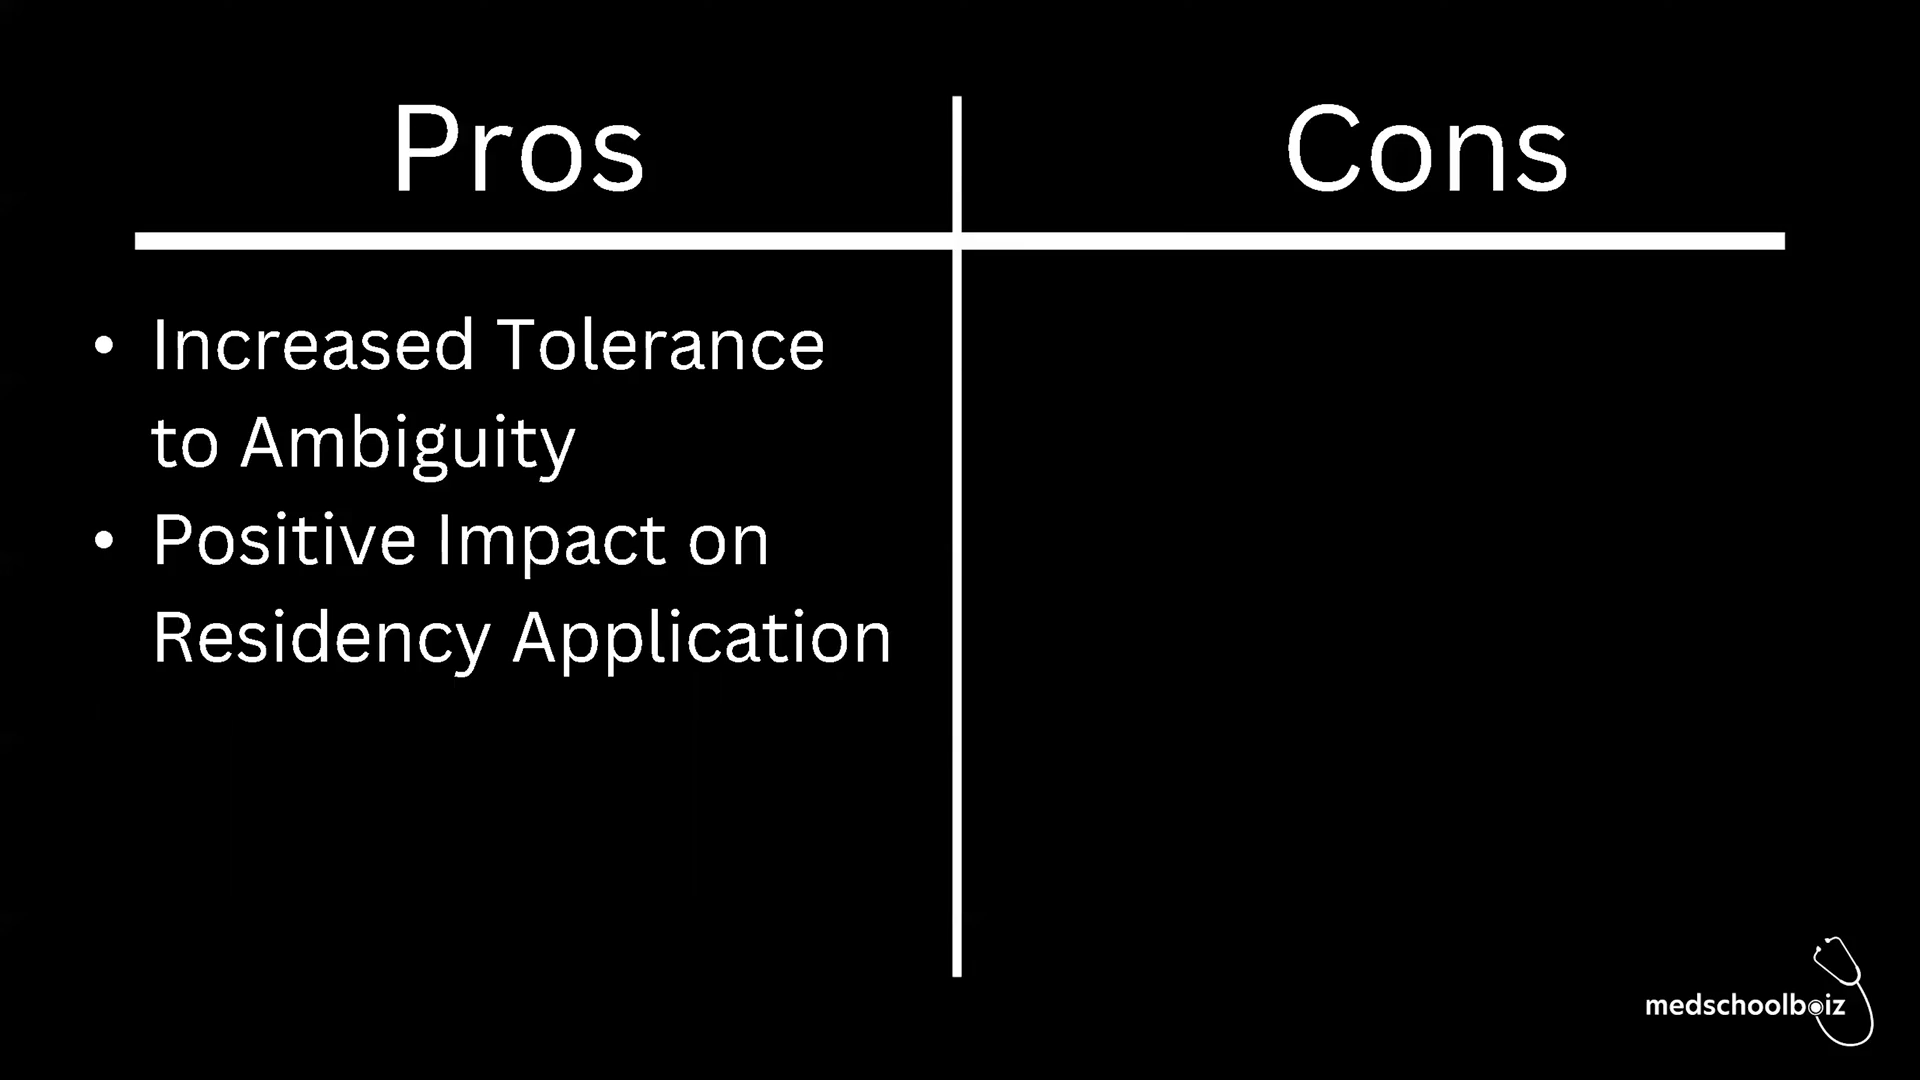 Pros
Cons
• Increased Tolerance
to Ambiguity
• Positive Impact on
Residency Application
medschoolboiz